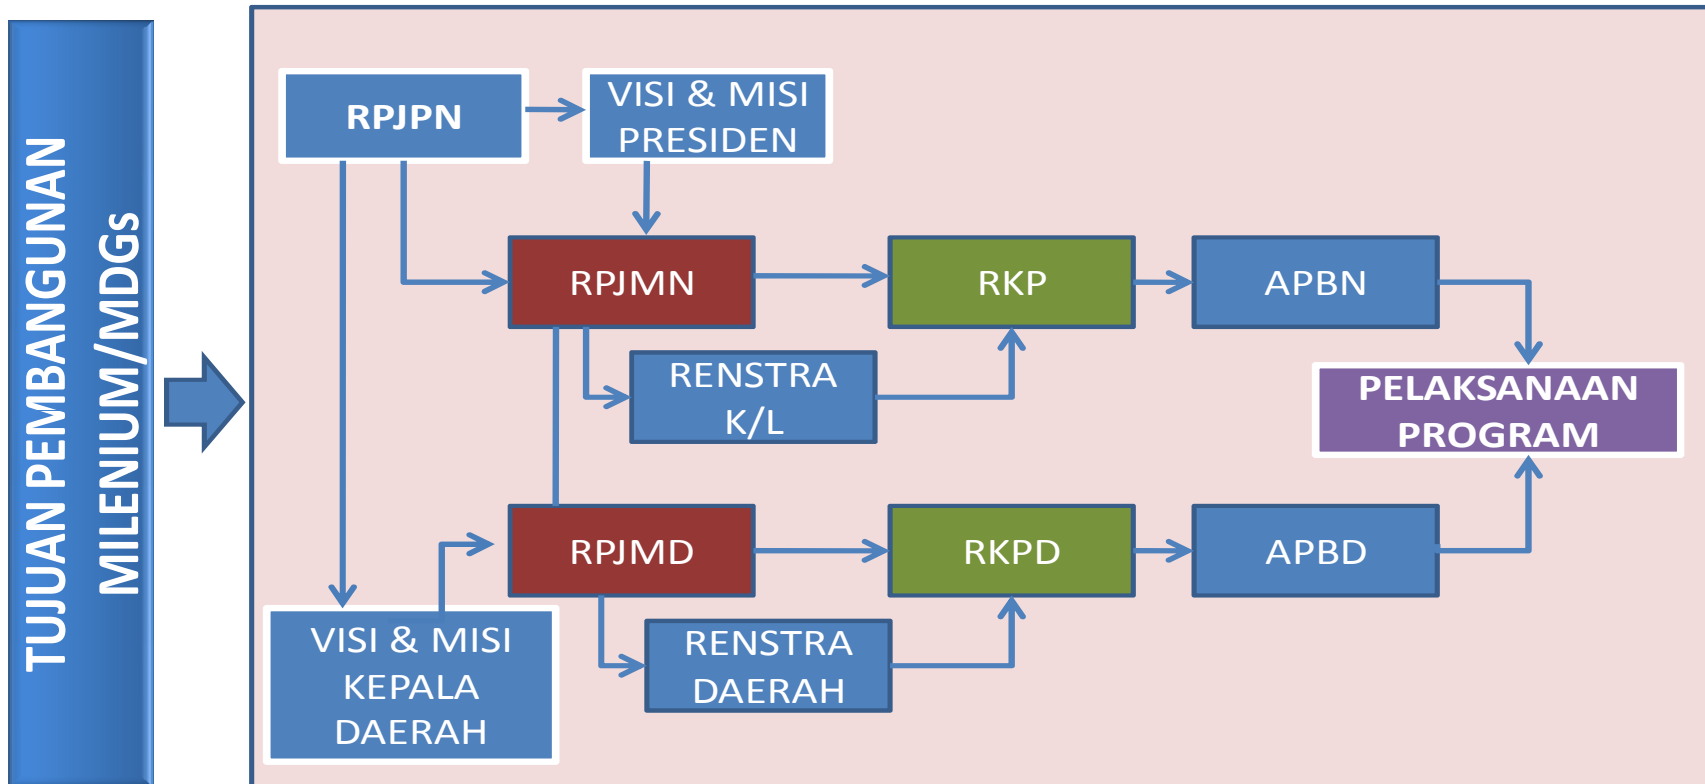 TUJUAN PEMBANGUNAN
MILENIUM/MDGs
RPJPN
VISI & MISI
PRESIDEN
RPJMN
RKP
APBN
RENSTRA
K/L
PELAKSANAAN
PROGRAM
RPJMD
RKPD
APBD
VISI & MISI
KEPALA
DAERAH
RENSTRA
DAERAH